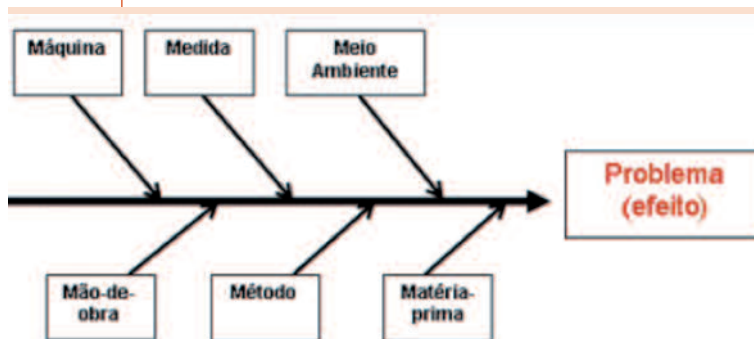 Máquina
Medida
Meio
Ambiente
Problema
(efeito)
Mão-de-
obra
Método
Matéria-
prima